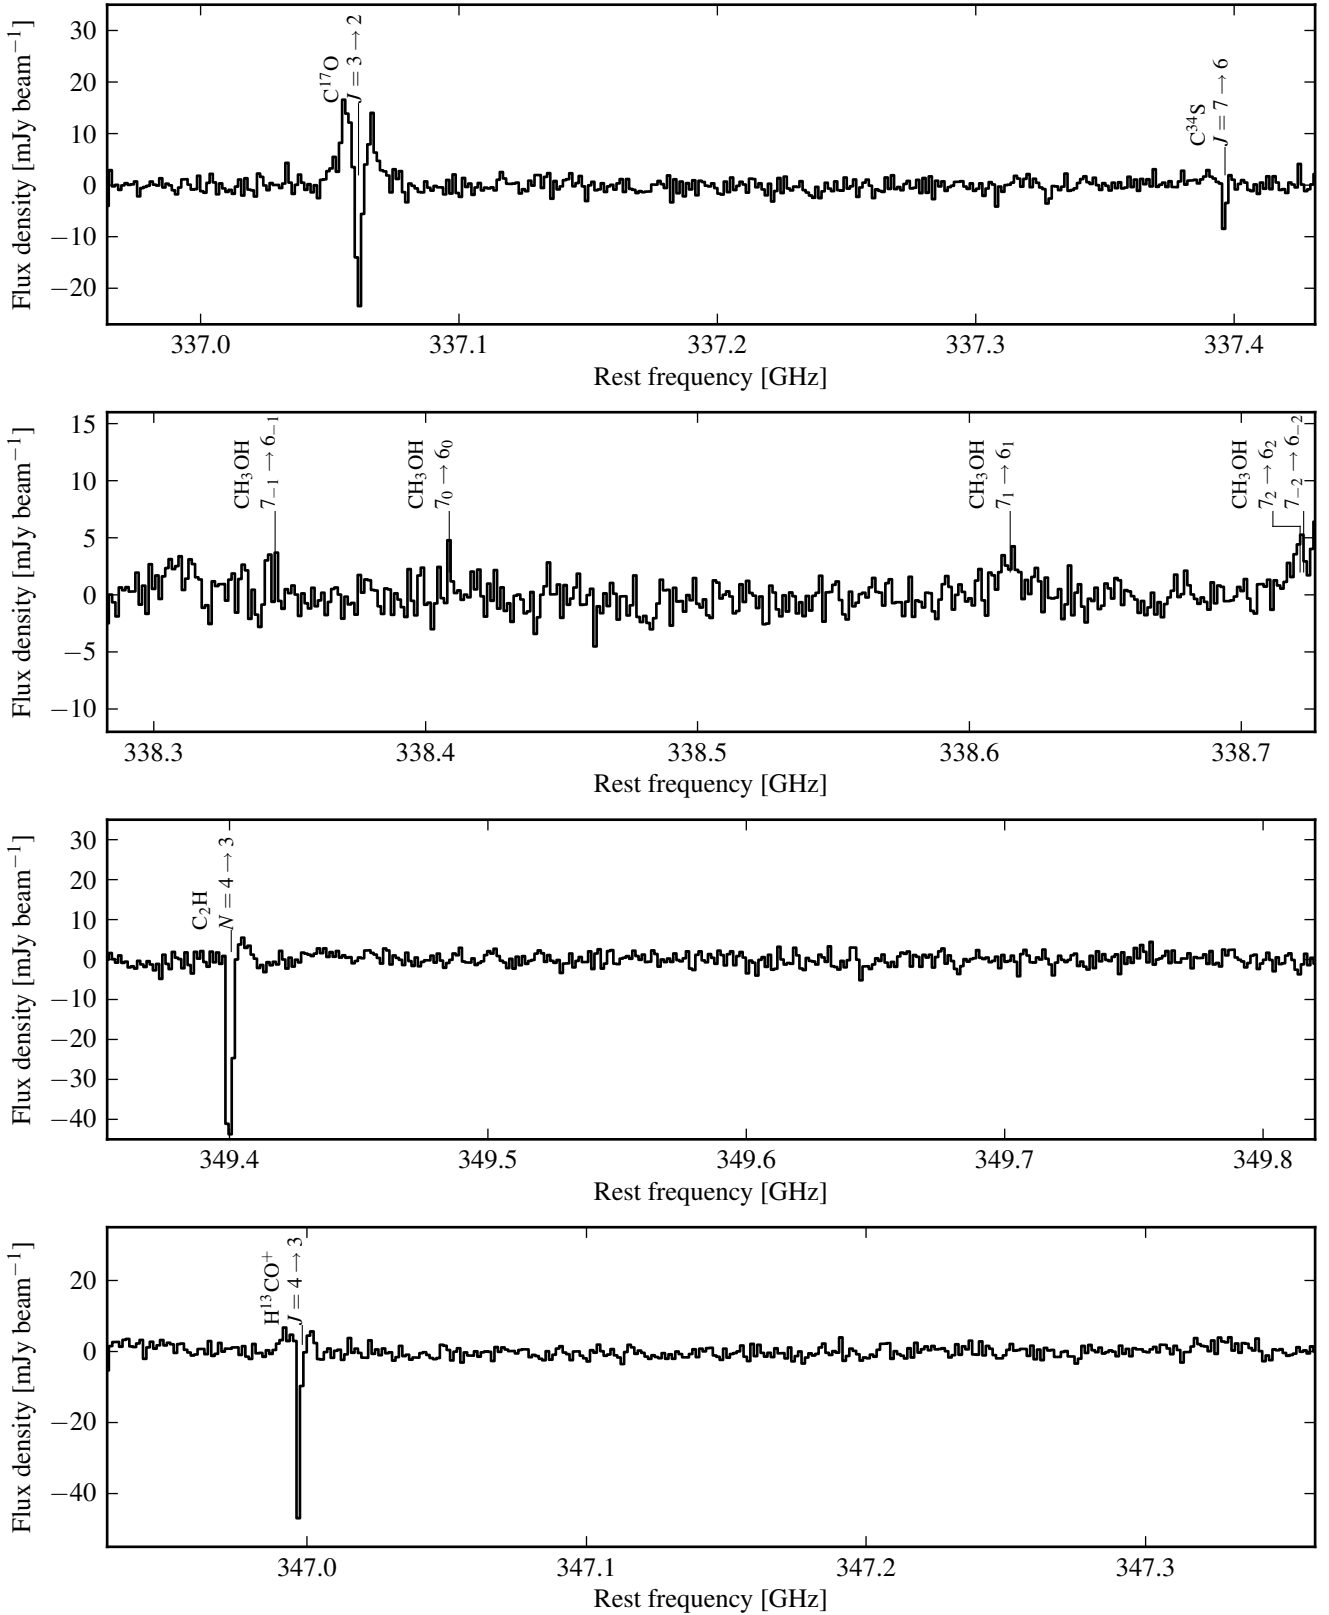 Flux density [mJy beam⁻¹]
30
20
10
0
−10
−20
C¹⁷O
J = 3 → 2
C³⁴S
J = 7 → 6
337.0 337.1 337.2 337.3 337.4
Rest frequency [GHz]
Flux density [mJy beam⁻¹]
15
10
5
0
−5
−10
CH₃OH
7₋₁ → 6₋₁
CH₃OH
7₀ → 6₀
CH₃OH
7₁ → 6₁
CH₃OH
7₂ → 6₂
7₋₂ → 6₋₂
338.3 338.4 338.5 338.6 338.7
Rest frequency [GHz]
Flux density [mJy beam⁻¹]
30
20
10
0
−10
−20
−30
−40
C₂H
N = 4 → 3
349.4 349.5 349.6 349.7 349.8
Rest frequency [GHz]
Flux density [mJy beam⁻¹]
20
0
−20
−40
H¹³CO⁺
J = 4 → 3
347.0 347.1 347.2 347.3
Rest frequency [GHz]